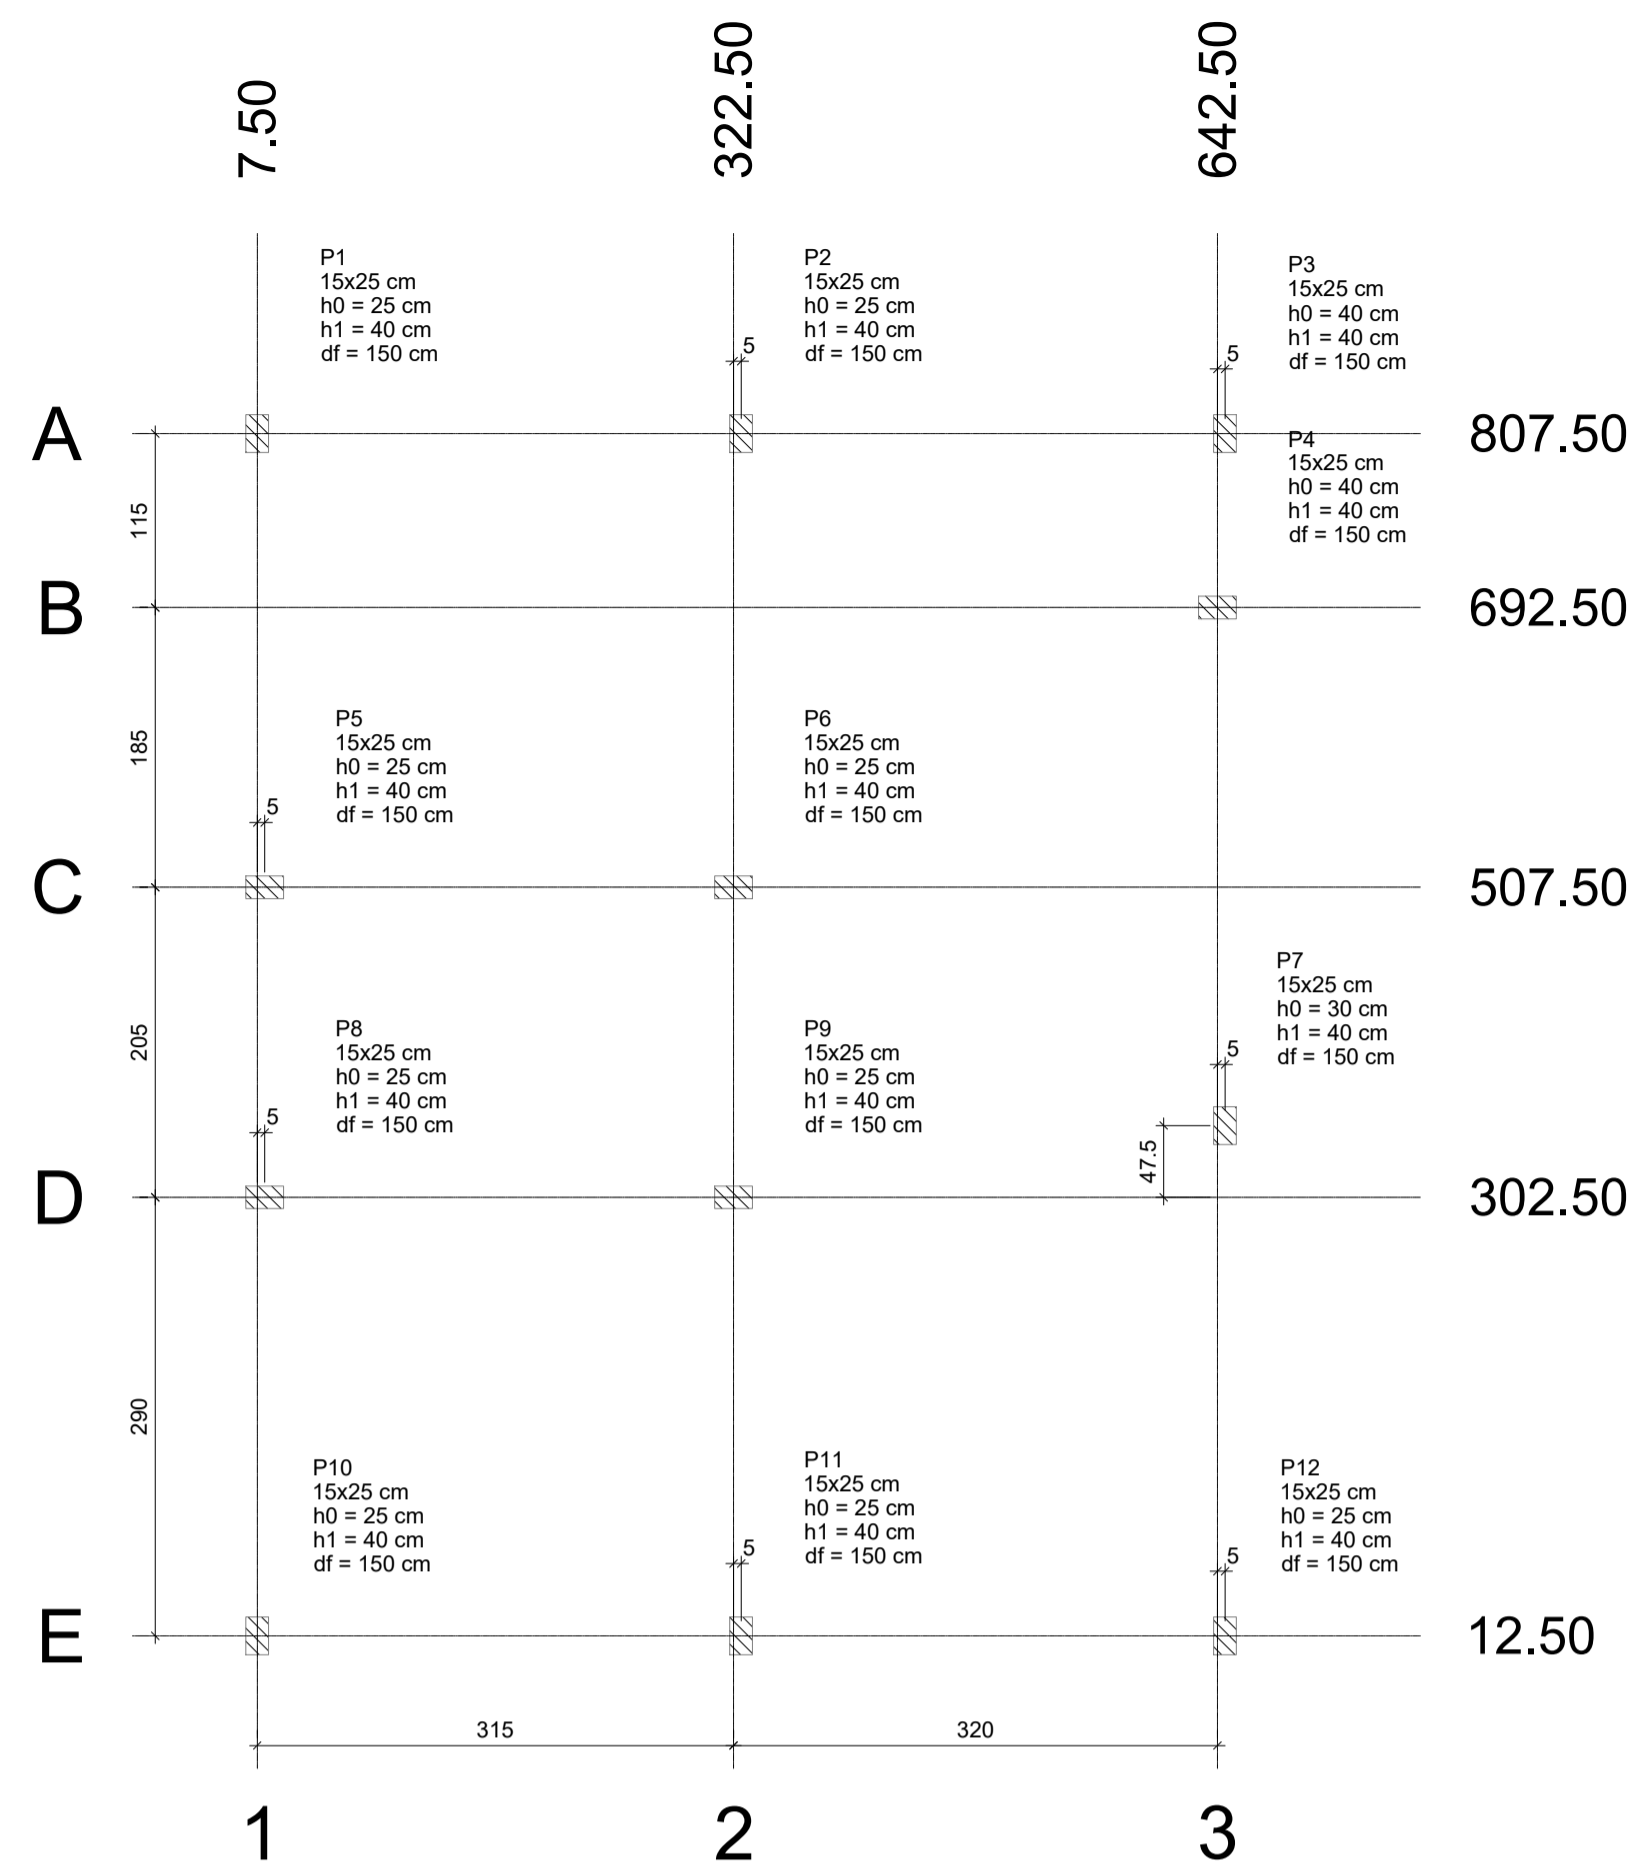 7.50
322.50
642.50
P1
15x25 cm
h0 = 25 cm
h1 = 40 cm
df = 150 cm
P2
15x25 cm
h0 = 25 cm
h1 = 40 cm
df = 150 cm
5
P3
15x25 cm
h0 = 40 cm
h1 = 40 cm
df = 150 cm
5
A
807.50
P4
15x25 cm
h0 = 40 cm
h1 = 40 cm
df = 150 cm
115
B
692.50
185
P5
15x25 cm
h0 = 25 cm
h1 = 40 cm
df = 150 cm
5
P6
15x25 cm
h0 = 25 cm
h1 = 40 cm
df = 150 cm
C
507.50
P7
15x25 cm
h0 = 30 cm
h1 = 40 cm
df = 150 cm
5
205
P8
15x25 cm
h0 = 25 cm
h1 = 40 cm
df = 150 cm
5
P9
15x25 cm
h0 = 25 cm
h1 = 40 cm
df = 150 cm
47.5
D
302.50
290
P10
15x25 cm
h0 = 25 cm
h1 = 40 cm
df = 150 cm
P11
15x25 cm
h0 = 25 cm
h1 = 40 cm
df = 150 cm
5
P12
15x25 cm
h0 = 25 cm
h1 = 40 cm
df = 150 cm
5
E
12.50
315
320
1
2
3